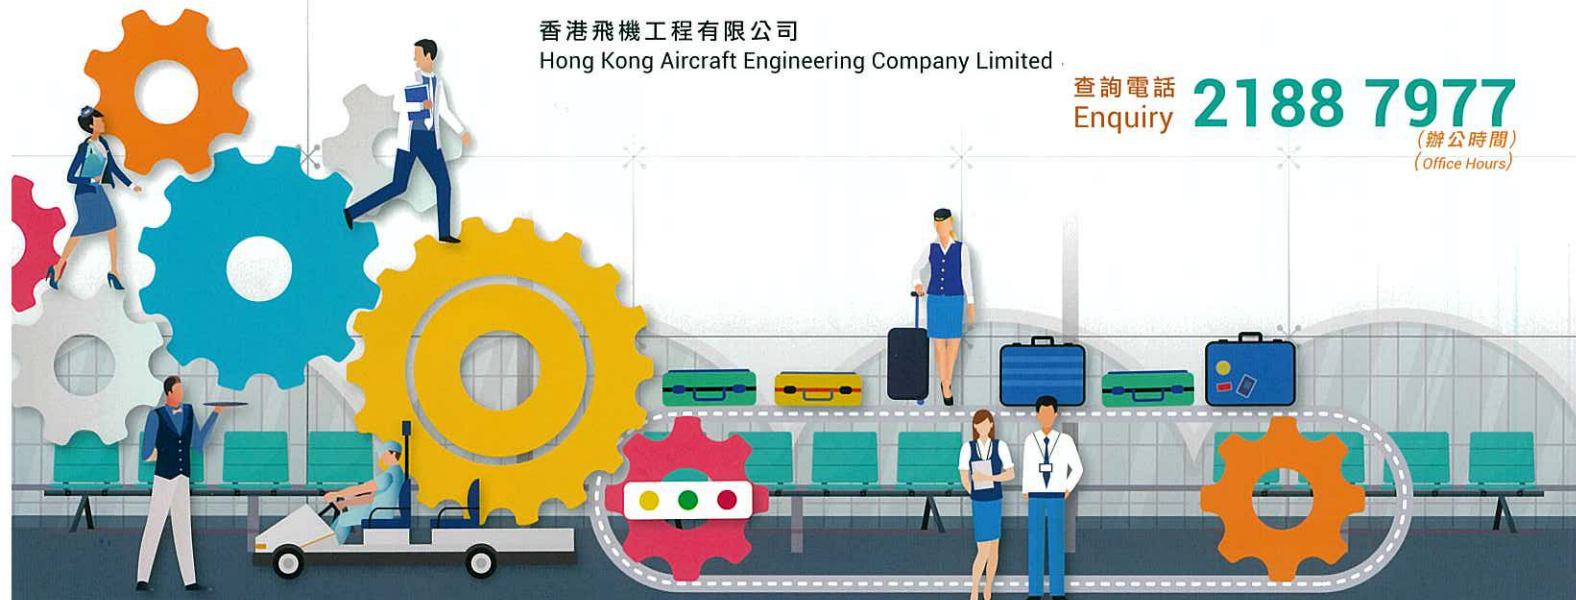 香港飛機工程有限公司
Hong Kong Aircraft Engineering Company Limited
查詢電話
Enquiry 2188 7977
(辦公時間)
(Office Hours)